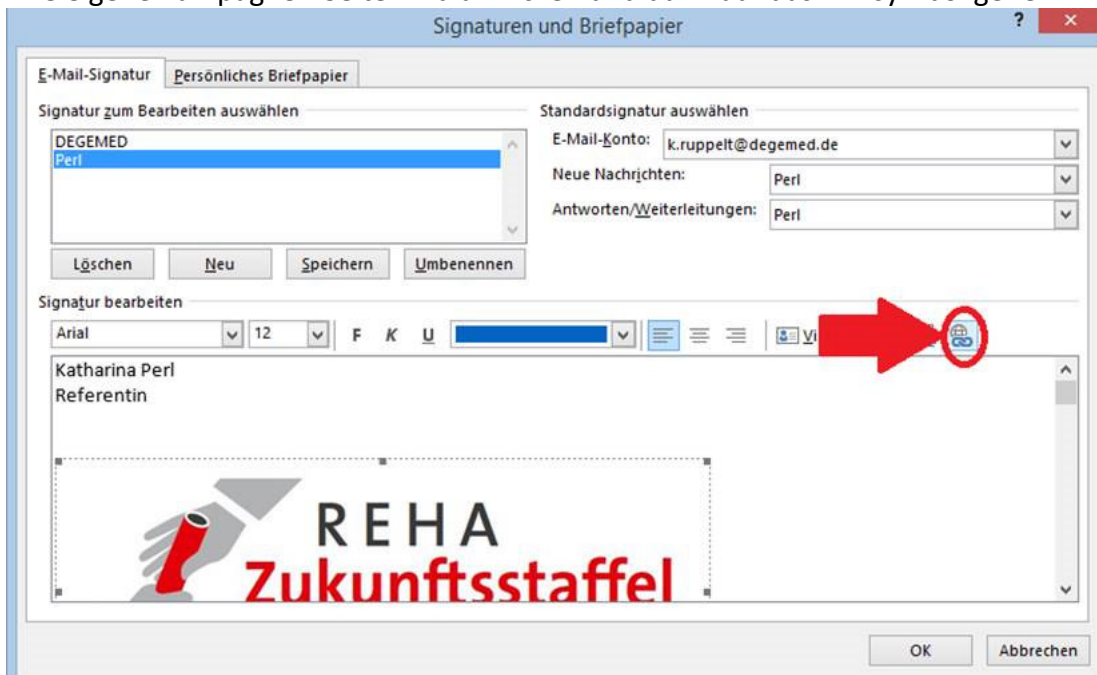 Signaturen und Briefpapier
?
E-Mail-Signatur Persönliches Briefpapier
Signatur zum Bearbeiten auswählen
DEGEMED
Perl
Löschen Neu Speichern Umbenennen
Standardsignatur auswählen
E-Mail-Konto: k.ruppelt@degemed.de
Neue Nachrichten: Perl
Antworten/Weiterleitungen: Perl
Signatur bearbeiten
Arial 12 F K U Vi
Katharina Perl
Referentin
REHA
Zukunftsstaffel
OK Abbrechen